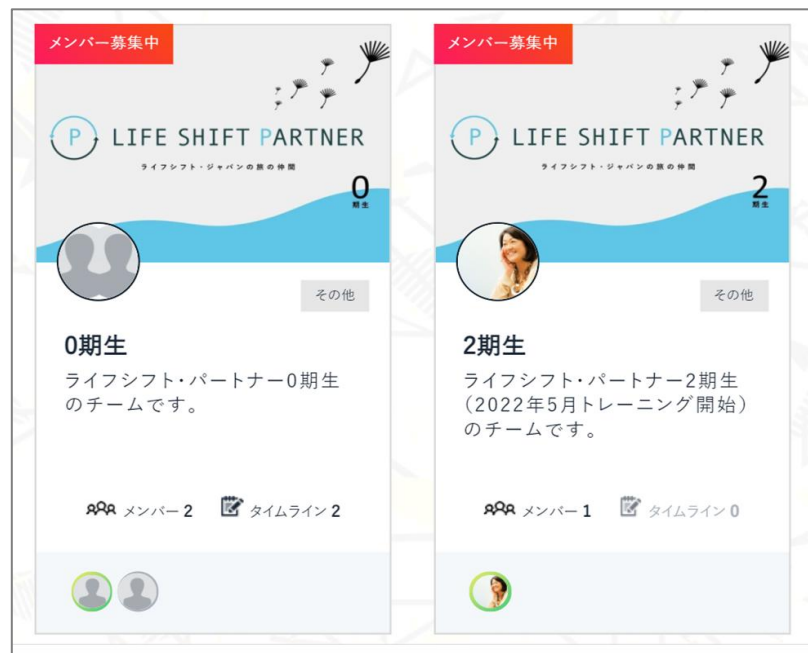 メンバー募集中
P LIFE SHIFT PARTNER
ライフシフト・ジャパンの旅の仲間
0
期生
その他
0期生
ライフシフト・パートナー0期生
のチームです。
メンバー 2 タイムライン 2
メンバー募集中
P LIFE SHIFT PARTNER
ライフシフト・ジャパンの旅の仲間
2
期生
その他
2期生
ライフシフト・パートナー2期生
(2022年5月トレーニング開始)
のチームです。
メンバー 1 タイムライン 0